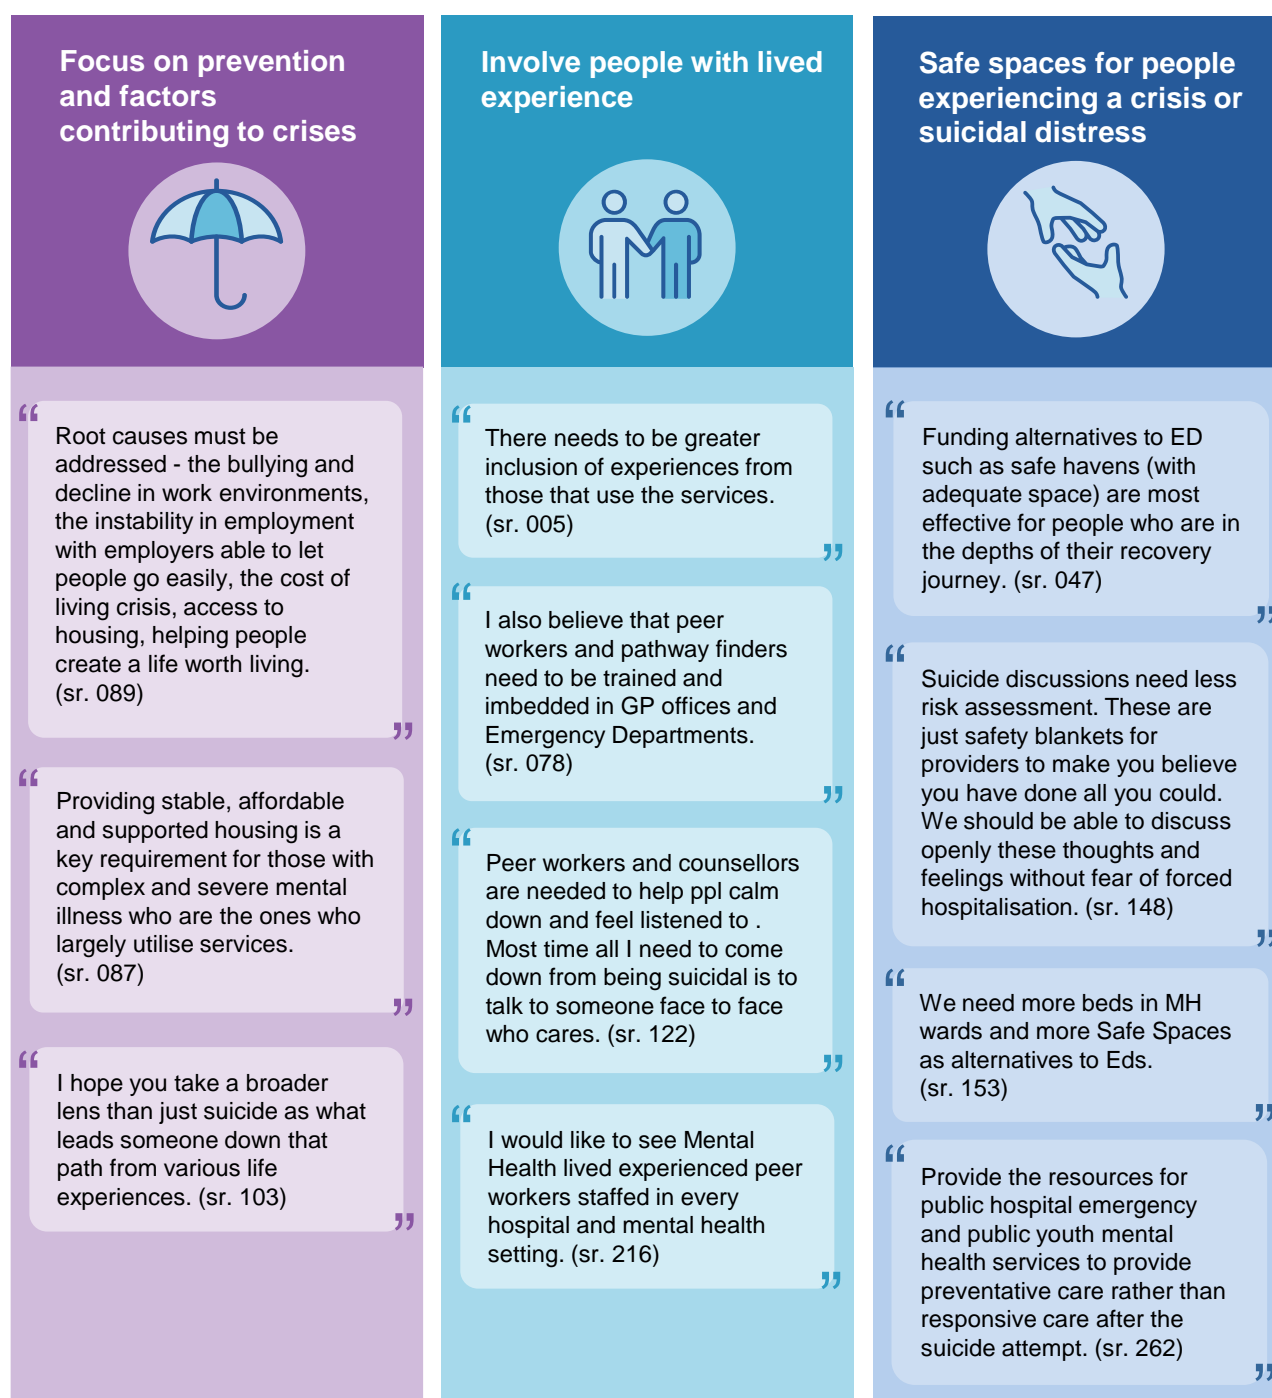 Focus on prevention
and factors
contributing to crises
“
Root causes must be
addressed - the bullying and
decline in work environments,
the instability in employment
with employers able to let
people go easily, the cost of
living crisis, access to
housing, helping people
create a life worth living.
(sr. 089)
”
“
Providing stable, affordable
and supported housing is a
key requirement for those with
complex and severe mental
illness who are the ones who
largely utilise services.
(sr. 087)
”
“
I hope you take a broader
lens than just suicide as what
leads someone down that
path from various life
experiences. (sr. 103)
”
Involve people with lived
experience
“
There needs to be greater
inclusion of experiences from
those that use the services.
(sr. 005)
”
“
I also believe that peer
workers and pathway finders
need to be trained and
imbedded in GP offices and
Emergency Departments.
(sr. 078)
”
“
Peer workers and counsellors
are needed to help ppl calm
down and feel listened to .
Most time all I need to come
down from being suicidal is to
talk to someone face to face
who cares. (sr. 122)
”
“
I would like to see Mental
Health lived experienced peer
workers staffed in every
hospital and mental health
setting. (sr. 216)
”
Safe spaces for people
experiencing a crisis or
suicidal distress
“
Funding alternatives to ED
such as safe havens (with
adequate space) are most
effective for people who are in
the depths of their recovery
journey. (sr. 047)
”
“
Suicide discussions need less
risk assessment. These are
just safety blankets for
providers to make you believe
you have done all you could.
We should be able to discuss
openly these thoughts and
feelings without fear of forced
hospitalisation. (sr. 148)
”
“
We need more beds in MH
wards and more Safe Spaces
as alternatives to Eds.
(sr. 153)
”
“
Provide the resources for
public hospital emergency
and public youth mental
health services to provide
preventative care rather than
responsive care after the
suicide attempt. (sr. 262)
”